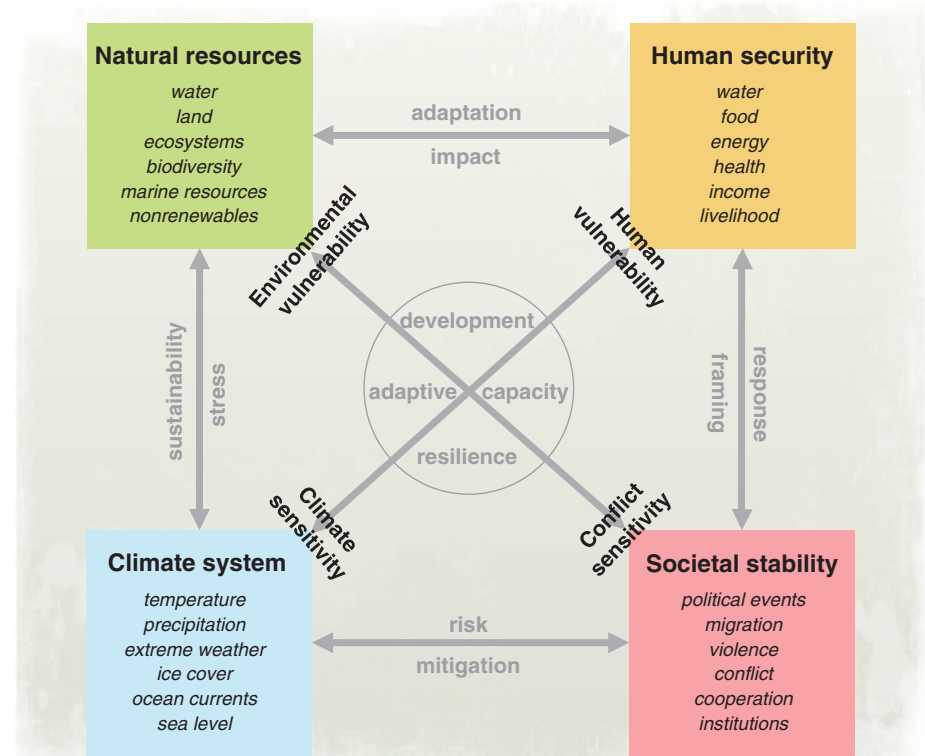 Natural resources
water
land
ecosystems
biodiversity
marine resources
nonrenewables
adaptation
impact
Human security
water
food
energy
health
income
livelihood
Environmental
vulnerability
Human
vulnerability
sustainability
stress
development
adaptive capacity
resilience
framing
response
Climate
sensitivity
Conflict
sensitivity
Climate system
temperature
precipitation
extreme weather
ice cover
ocean currents
sea level
risk
mitigation
Societal stability
political events
migration
violence
conflict
cooperation
institutions